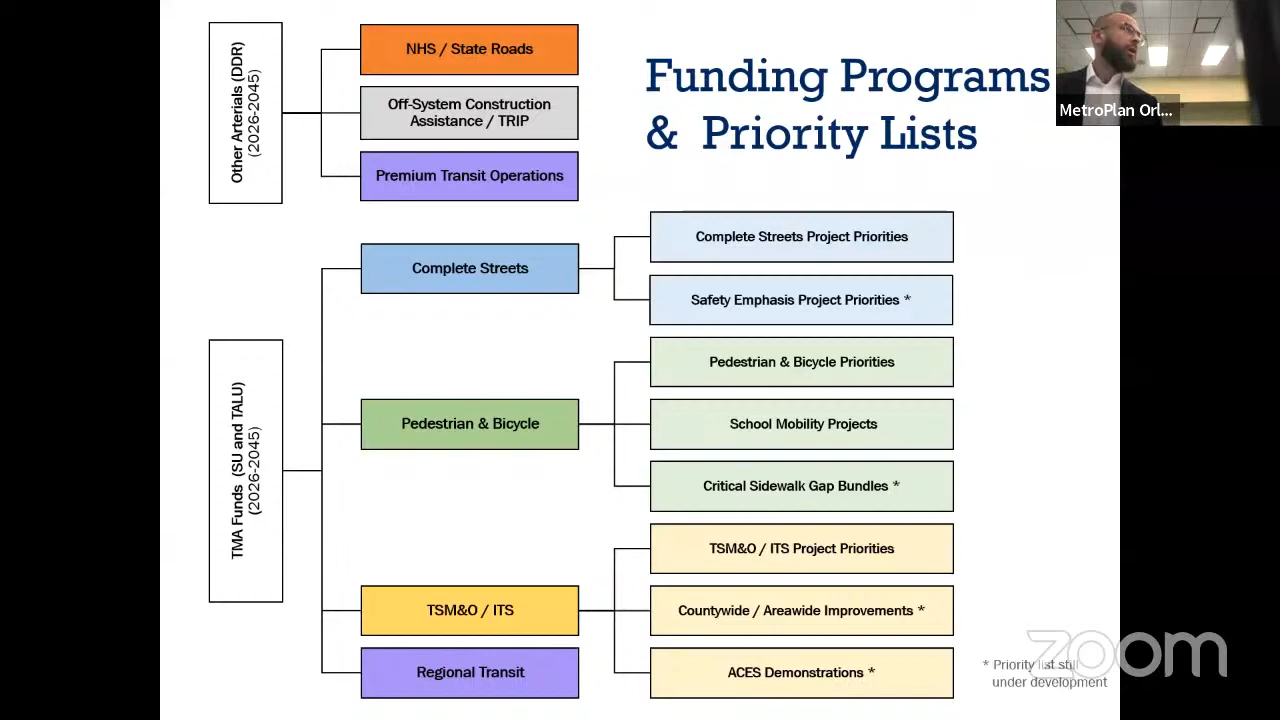 Funding Programs
& Priority Lists
MetroPlan Orl...
Other Arterials (DDR)
(2026-2045)
NHS / State Roads
Off-System Construction
Assistance / TRIP
Premium Transit Operations
TMA Funds (SU and TALU)
(2026-2045)
Complete Streets
Complete Streets Project Priorities
Safety Emphasis Project Priorities *
Pedestrian & Bicycle
Pedestrian & Bicycle Priorities
School Mobility Projects
Critical Sidewalk Gap Bundles *
TSM&O / ITS
TSM&O / ITS Project Priorities
Countywide / Areawide Improvements *
ACES Demonstrations *
Regional Transit
* Priority list still
under development
zoom